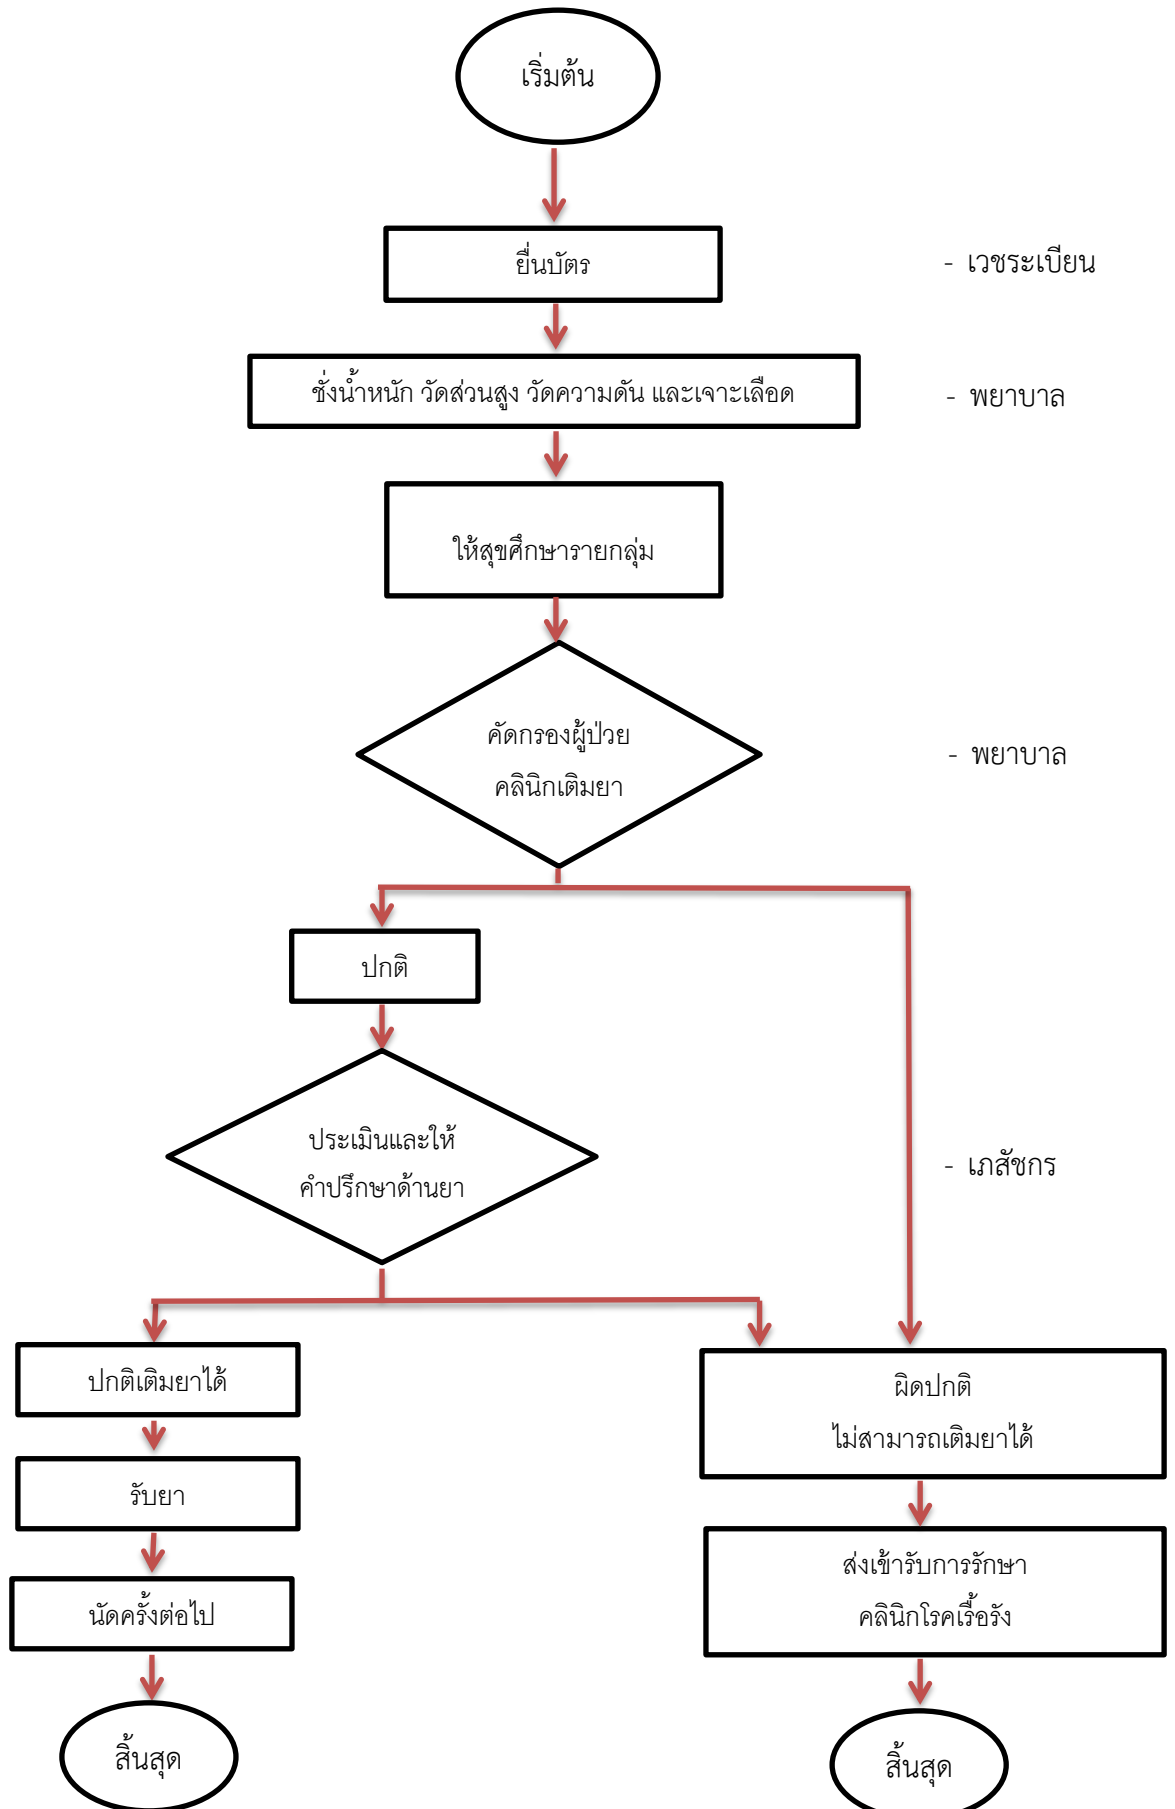 เริ่มต้น
ยื่นบัตร
- เวชระเบียน
ชั่งน้ำหนัก วัดส่วนสูง วัดความดัน และเจาะเลือด
- พยาบาล
ให้สุขศึกษารายกลุ่ม
คัดกรองผู้ป่วย
คลินิกเติมยา
- พยาบาล
ปกติ
ประเมินและให้
คำปรึกษาด้านยา
- เภสัชกร
ปกติเติมยาได้
รับยา
นัดครั้งต่อไป
สิ้นสุด
ผิดปกติ
ไม่สามารถเติมยาได้
ส่งเข้ารับการรักษา
คลินิกโรคเรื้อรัง
สิ้นสุด